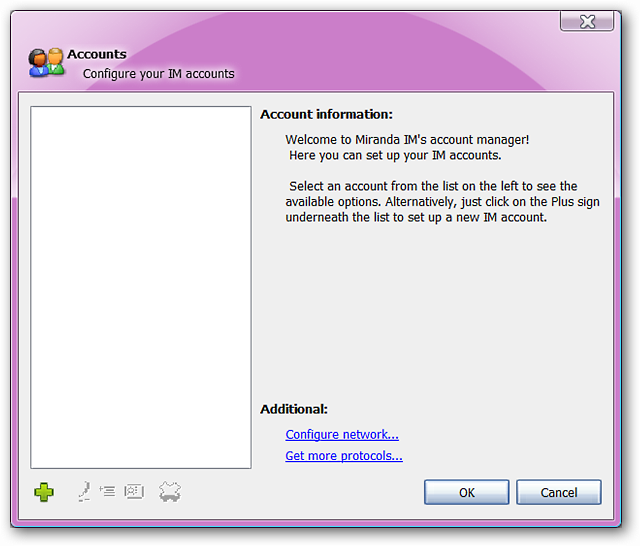 Accounts
Configure your IM accounts
Account information:
Welcome to Miranda IM's account manager!
Here you can set up your IM accounts.
Select an account from the list on the left to see the
available options. Alternatively, just click on the Plus sign
underneath the list to set up a new IM account.
Additional:
Configure network...
Get more protocols...
OK Cancel